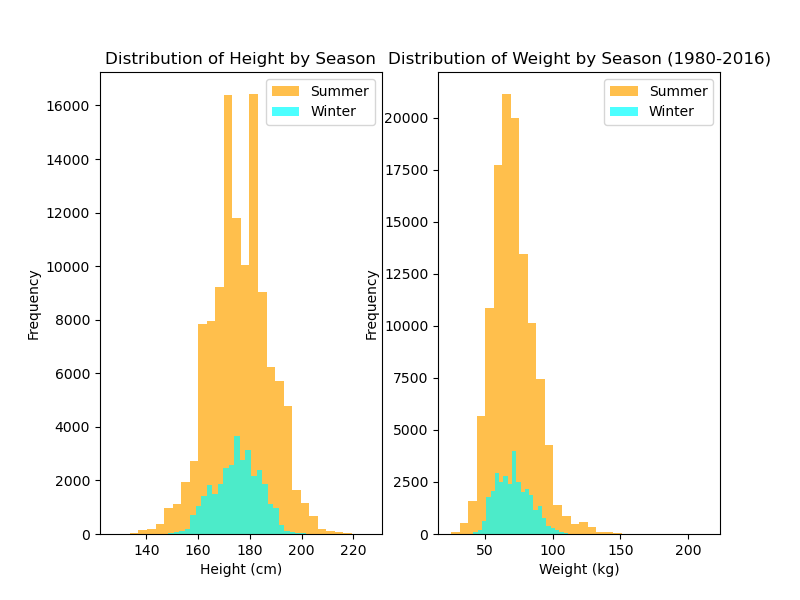 Distribution of Height by Season
Summer
Winter
16000
14000
12000
10000
8000
6000
4000
2000
0
Frequency
140 160 180 200 220
Height (cm)
Distribution of Weight by Season (1980-2016)
Summer
Winter
20000
17500
15000
12500
10000
7500
5000
2500
0
Frequency
50 100 150 200
Weight (kg)